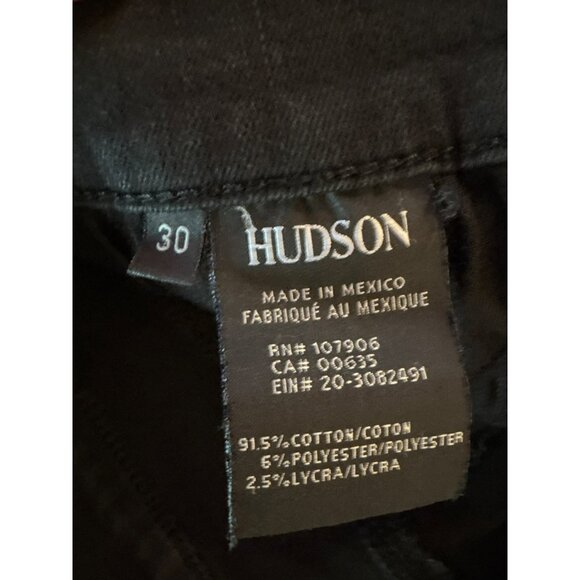 30
HUDSON
MADE IN MEXICO
FABRIQUÉ AU MEXIQUE
RN# 107906
CA# 00635
EIN# 20-3082491
91.5%COTTON/COTON
6%POLYESTER/POLYESTER
2.5%LYCRA/LYCRA